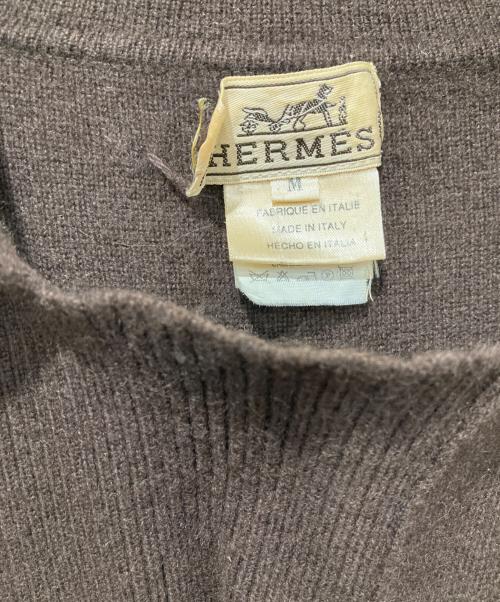 HERMES
M
FABRIQUE EN ITALIE
MADE IN ITALY
HECHO EN ITALIA